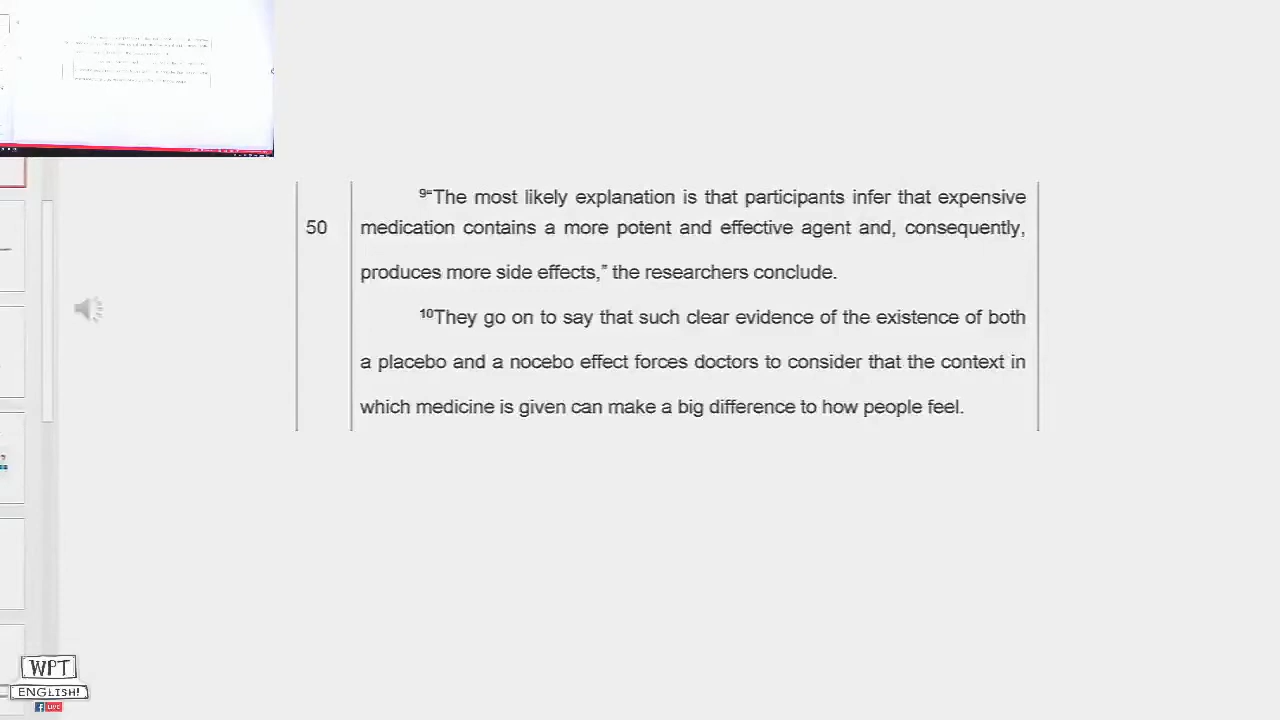 ⁹“The most likely explanation is that participants infer that expensive
50 medication contains a more potent and effective agent and, consequently,
produces more side effects,” the researchers conclude.
¹⁰They go on to say that such clear evidence of the existence of both
a placebo and a nocebo effect forces doctors to consider that the context in
which medicine is given can make a big difference to how people feel.
WPT
ENGLISH!
LIVE